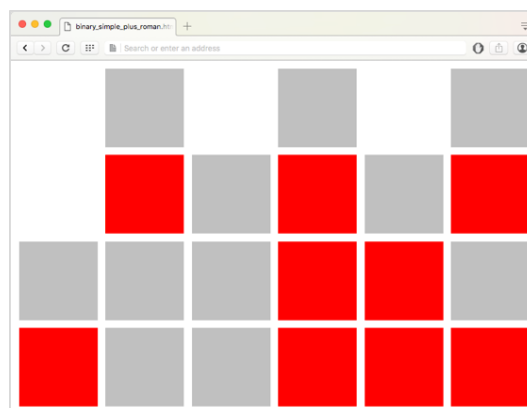 binary_simple_plus_roman.ht
Search or enter an address